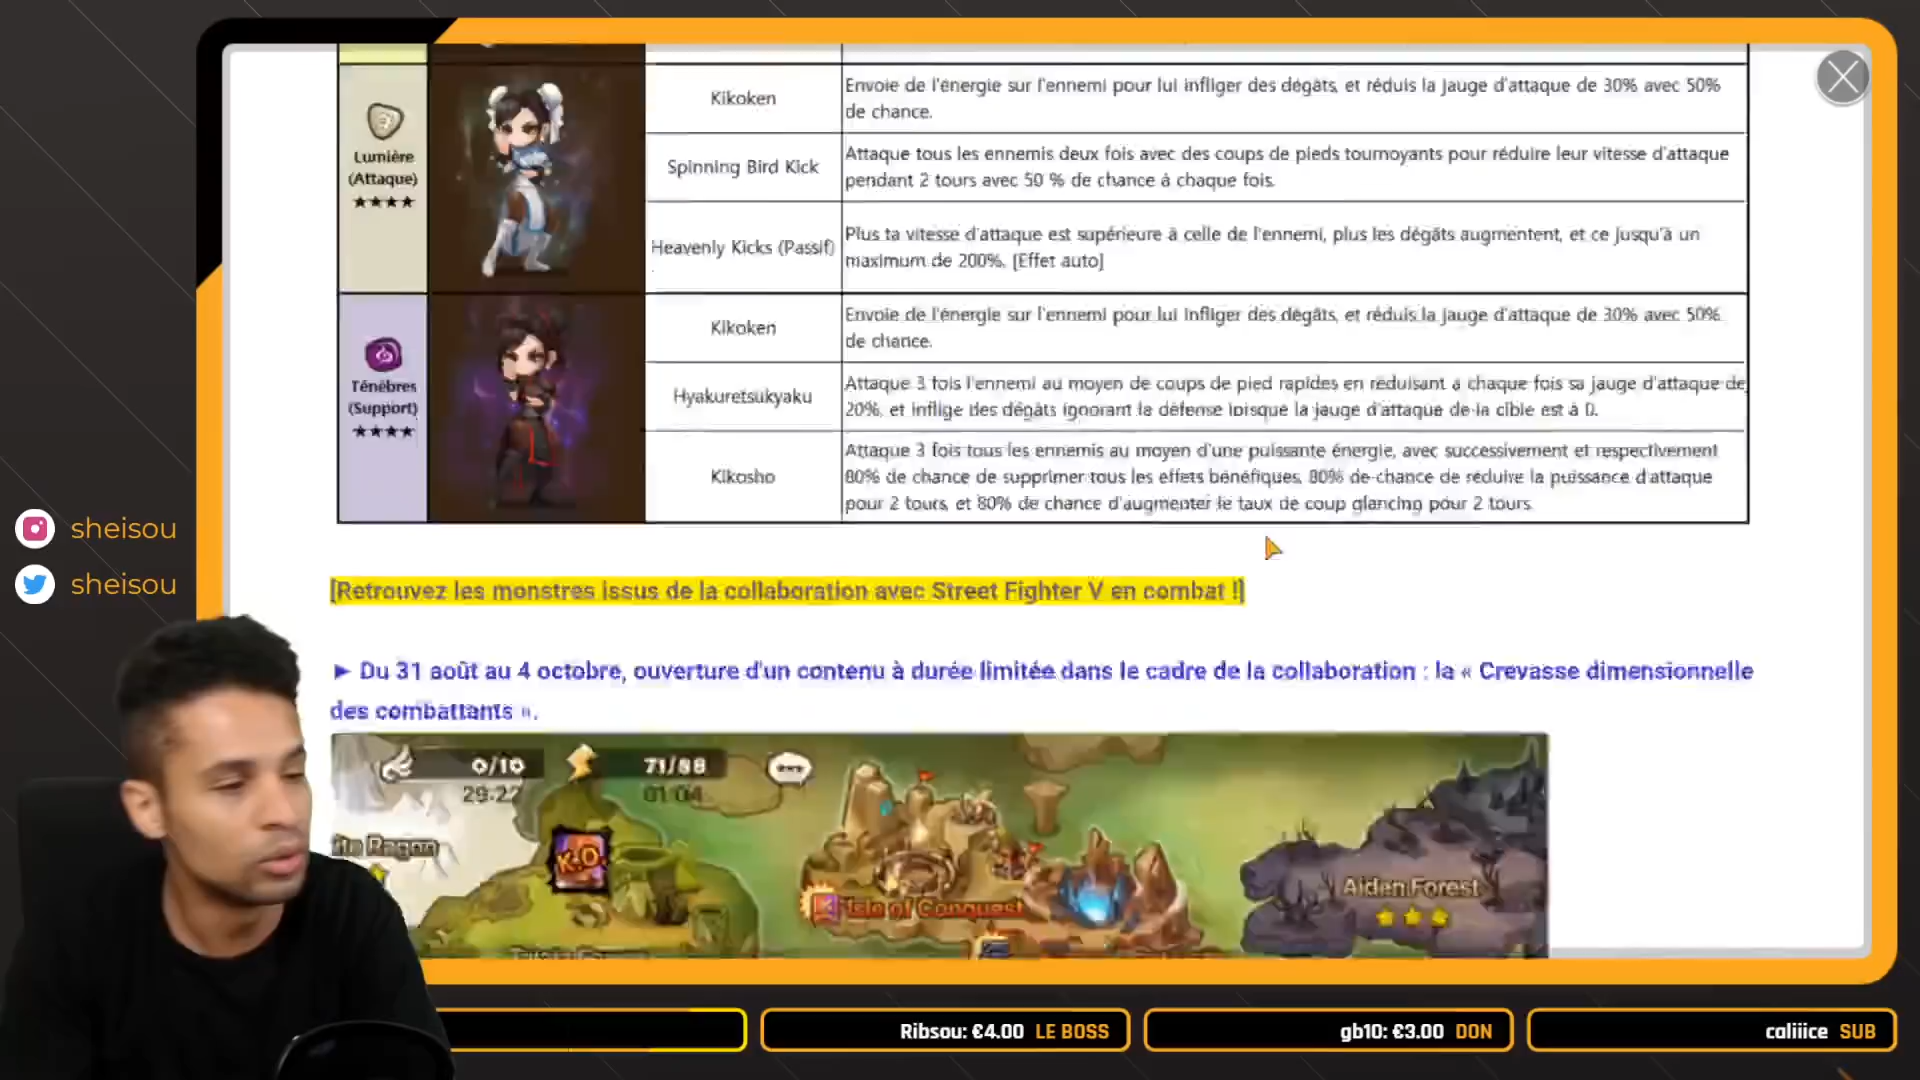 Lumière
(Attaque)
★★★★
Kikoken
Envoie de l'énergie sur l'ennemi pour lui infliger des dégâts, et réduis la jauge d'attaque de 30% avec 50%
de chance.
Spinning Bird Kick
Attaque tous les ennemis deux fois avec des coups de pieds tournoyants pour réduire leur vitesse d'attaque
pendant 2 tours avec 50 % de chance à chaque fois.
Heavenly Kicks (Passif)
Plus ta vitesse d'attaque est supérieure à celle de l'ennemi, plus les dégâts augmentent, et ce jusqu'à un
maximum de 200%. [Effet auto]
Ténèbres
(Support)
★★★★
Kikoken
Envoie de l'énergie sur l'ennemi pour lui infliger des dégâts, et réduis la jauge d'attaque de 30% avec 50%
de chance.
Hyakuretsukyaku
Attaque 3 fois l'ennemi au moyen de coups de pied rapides en réduisant à chaque fois sa jauge d'attaque de
20%, et inflige des dégâts ignorant la défense lorsque la jauge d'attaque de la cible est à 0.
Kikosho
Attaque 3 fois tous les ennemis au moyen d'une puissante énergie, avec successivement et respectivement
80% de chance de supprimer tous les effets bénéfiques, 80% de chance de réduire la puissance d'attaque
pour 2 tours, et 80% de chance d'augmenter le taux de coup glancing pour 2 tours.
[Retrouvez les monstres issus de la collaboration avec Street Fighter V en combat !]
► Du 31 août au 4 octobre, ouverture d'un contenu à durée limitée dans le cadre de la collaboration : la « Crevasse dimensionnelle
des combattants ».
0/10
71/88
29:22
01:04
Ragon
K.O.
Isle of Conquest
Aiden Forest
sheisou
sheisou
Ribsou: €4.00 LE BOSS
gb10: €3.00 DON
caliiice SUB